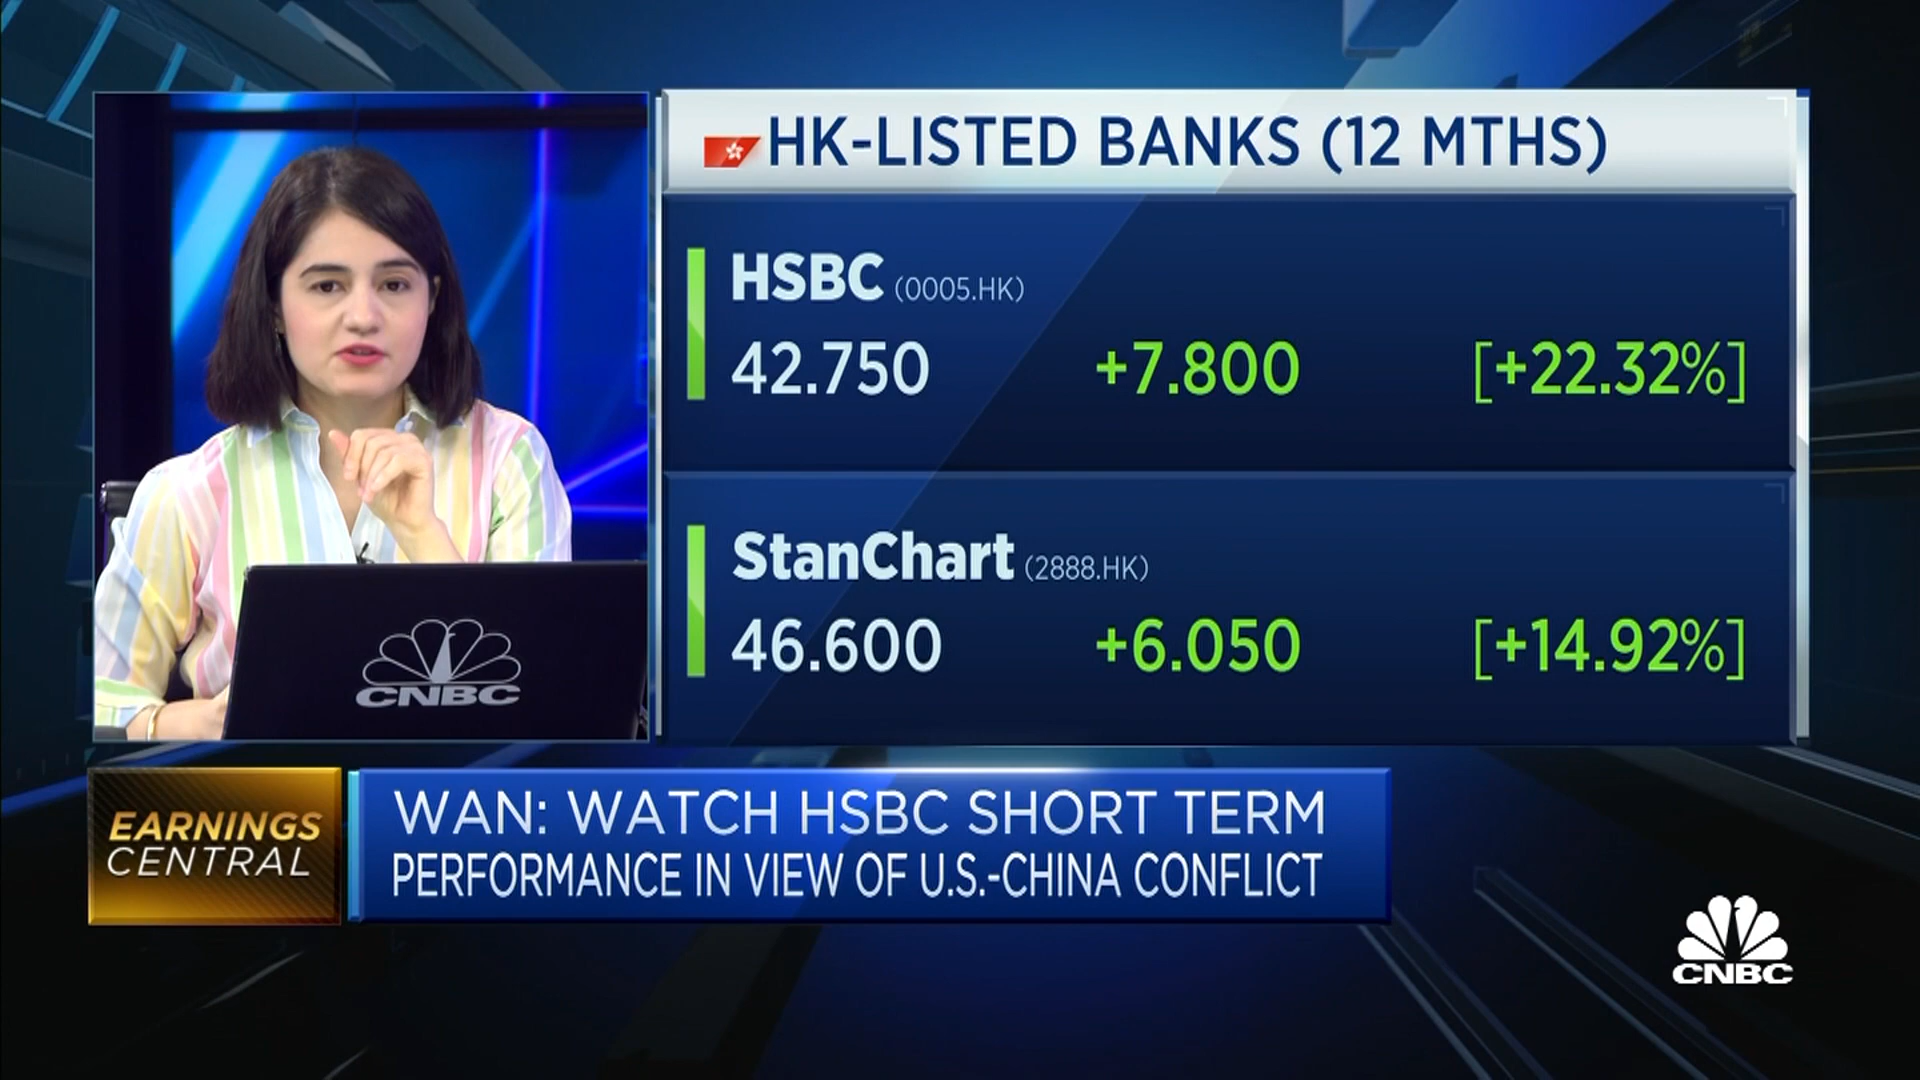 HK-LISTED BANKS (12 MTHS)
HSBC (0005.HK)
42.750 +7.800 [+22.32%]
StanChart (2888.HK)
46.600 +6.050 [+14.92%]
CNBC
EARNINGS
CENTRAL
WAN: WATCH HSBC SHORT TERM
PERFORMANCE IN VIEW OF U.S.-CHINA CONFLICT
CNBC